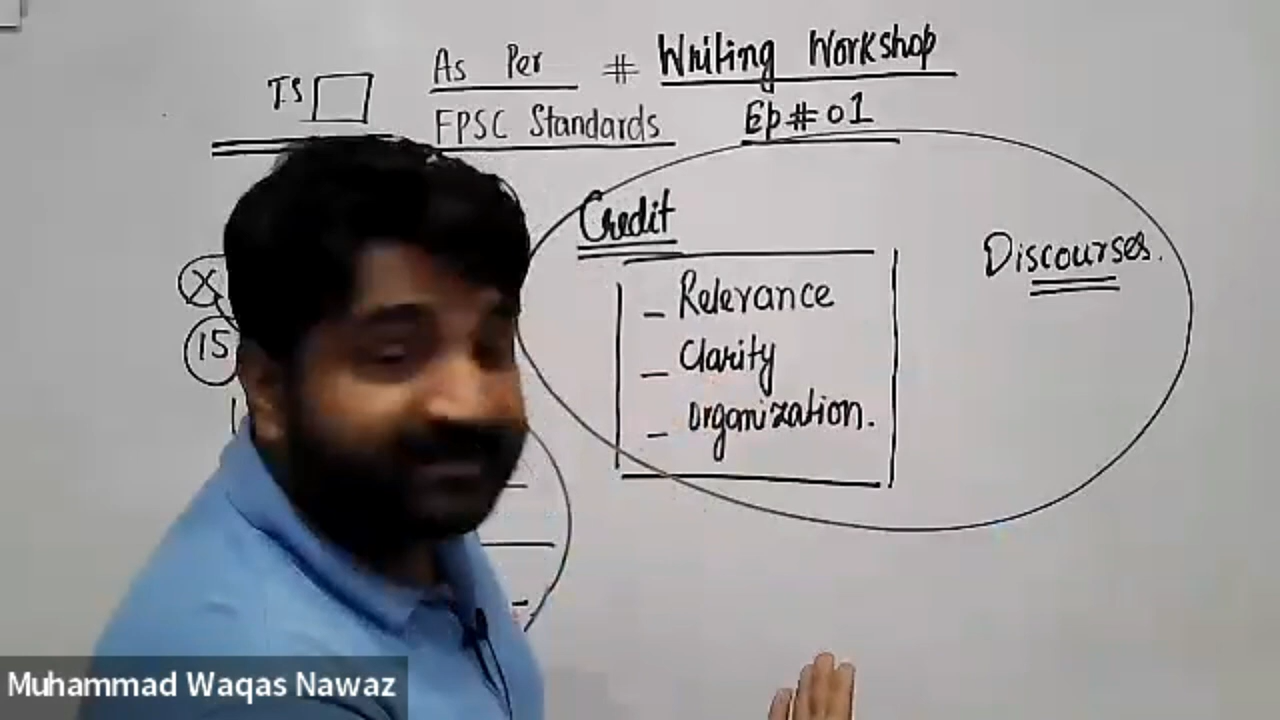 As Per # Writing Workshop
TS
FPSC Standards Ep# 01
Credit
Discourses.
X
_ Relevance
15
_ Clarity
_ organization.
Muhammad Waqas Nawaz